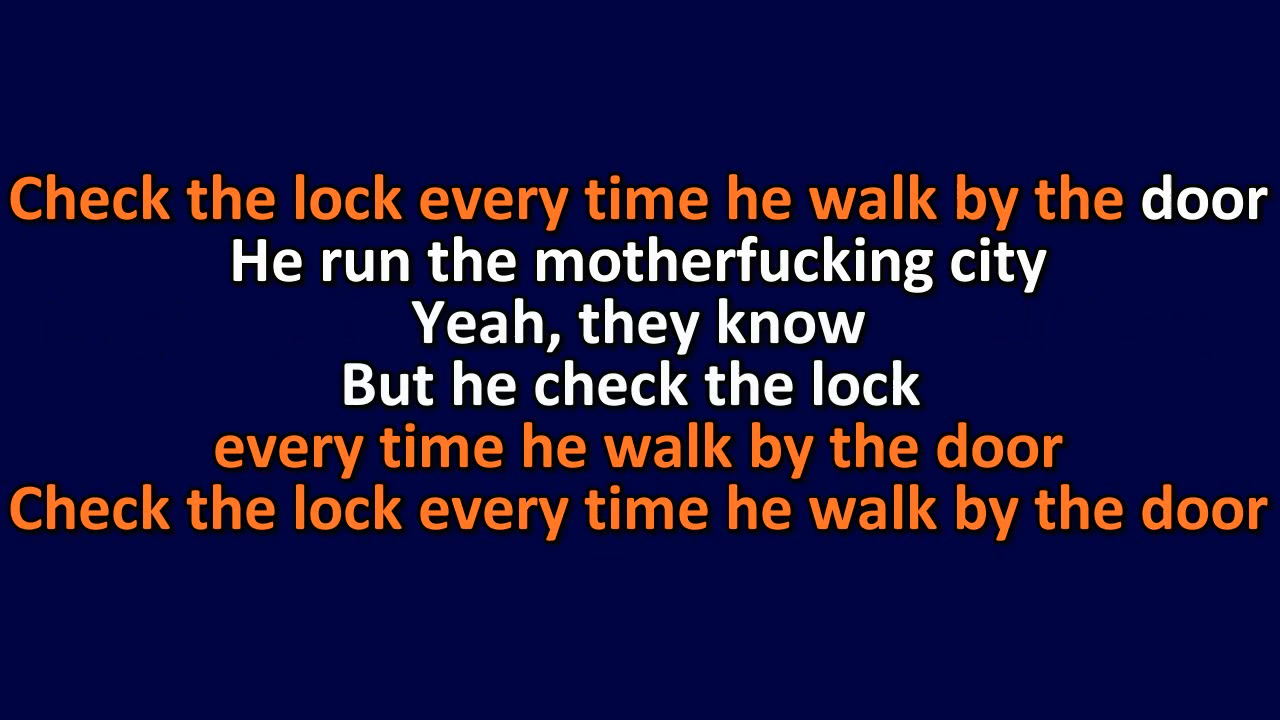 Check the lock every time he walk by the door
He run the motherfucking city
Yeah, they know
But he check the lock
every time he walk by the door
Check the lock every time he walk by the door